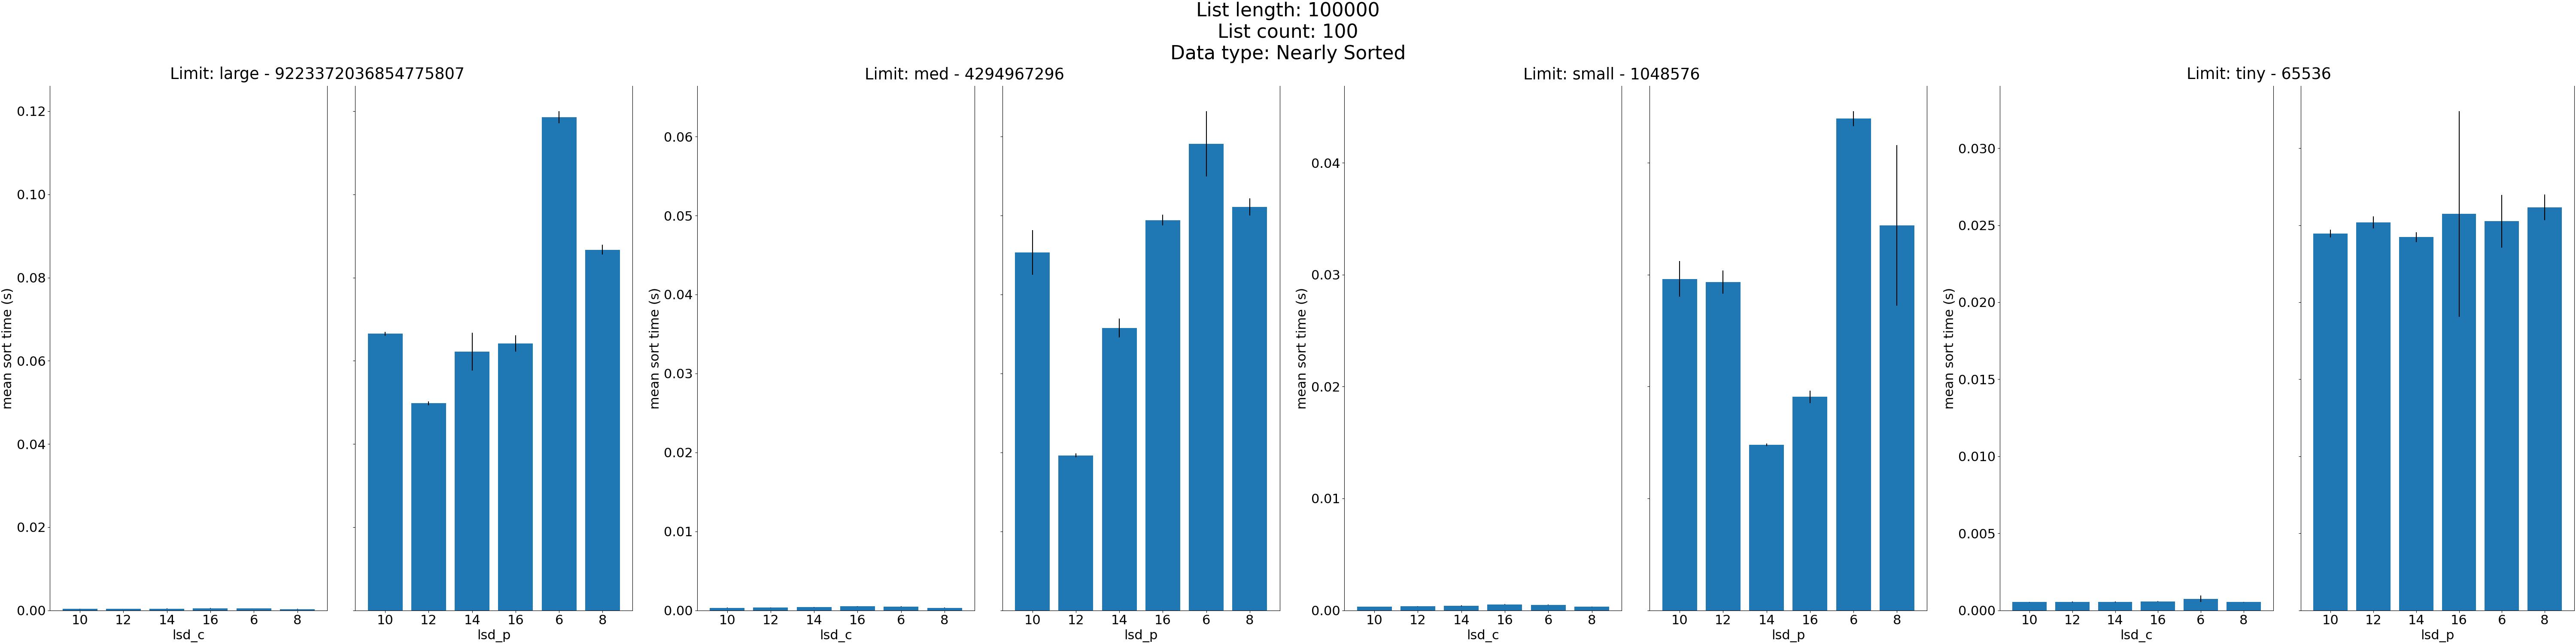 List length: 100000
List count: 100
Data type: Nearly Sorted
Limit: large - 9223372036854775807
mean sort time (s)
0.12
0.10
0.08
0.06
0.04
0.02
0.00
10 12 14 16 6 8
lsd_c
10 12 14 16 6 8
lsd_p
Limit: med - 4294967296
mean sort time (s)
0.06
0.05
0.04
0.03
0.02
0.01
0.00
10 12 14 16 6 8
lsd_c
10 12 14 16 6 8
lsd_p
Limit: small - 1048576
mean sort time (s)
0.04
0.03
0.02
0.01
0.00
10 12 14 16 6 8
lsd_c
10 12 14 16 6 8
lsd_p
Limit: tiny - 65536
mean sort time (s)
0.030
0.025
0.020
0.015
0.010
0.005
0.000
10 12 14 16 6 8
lsd_c
10 12 14 16 6 8
lsd_p